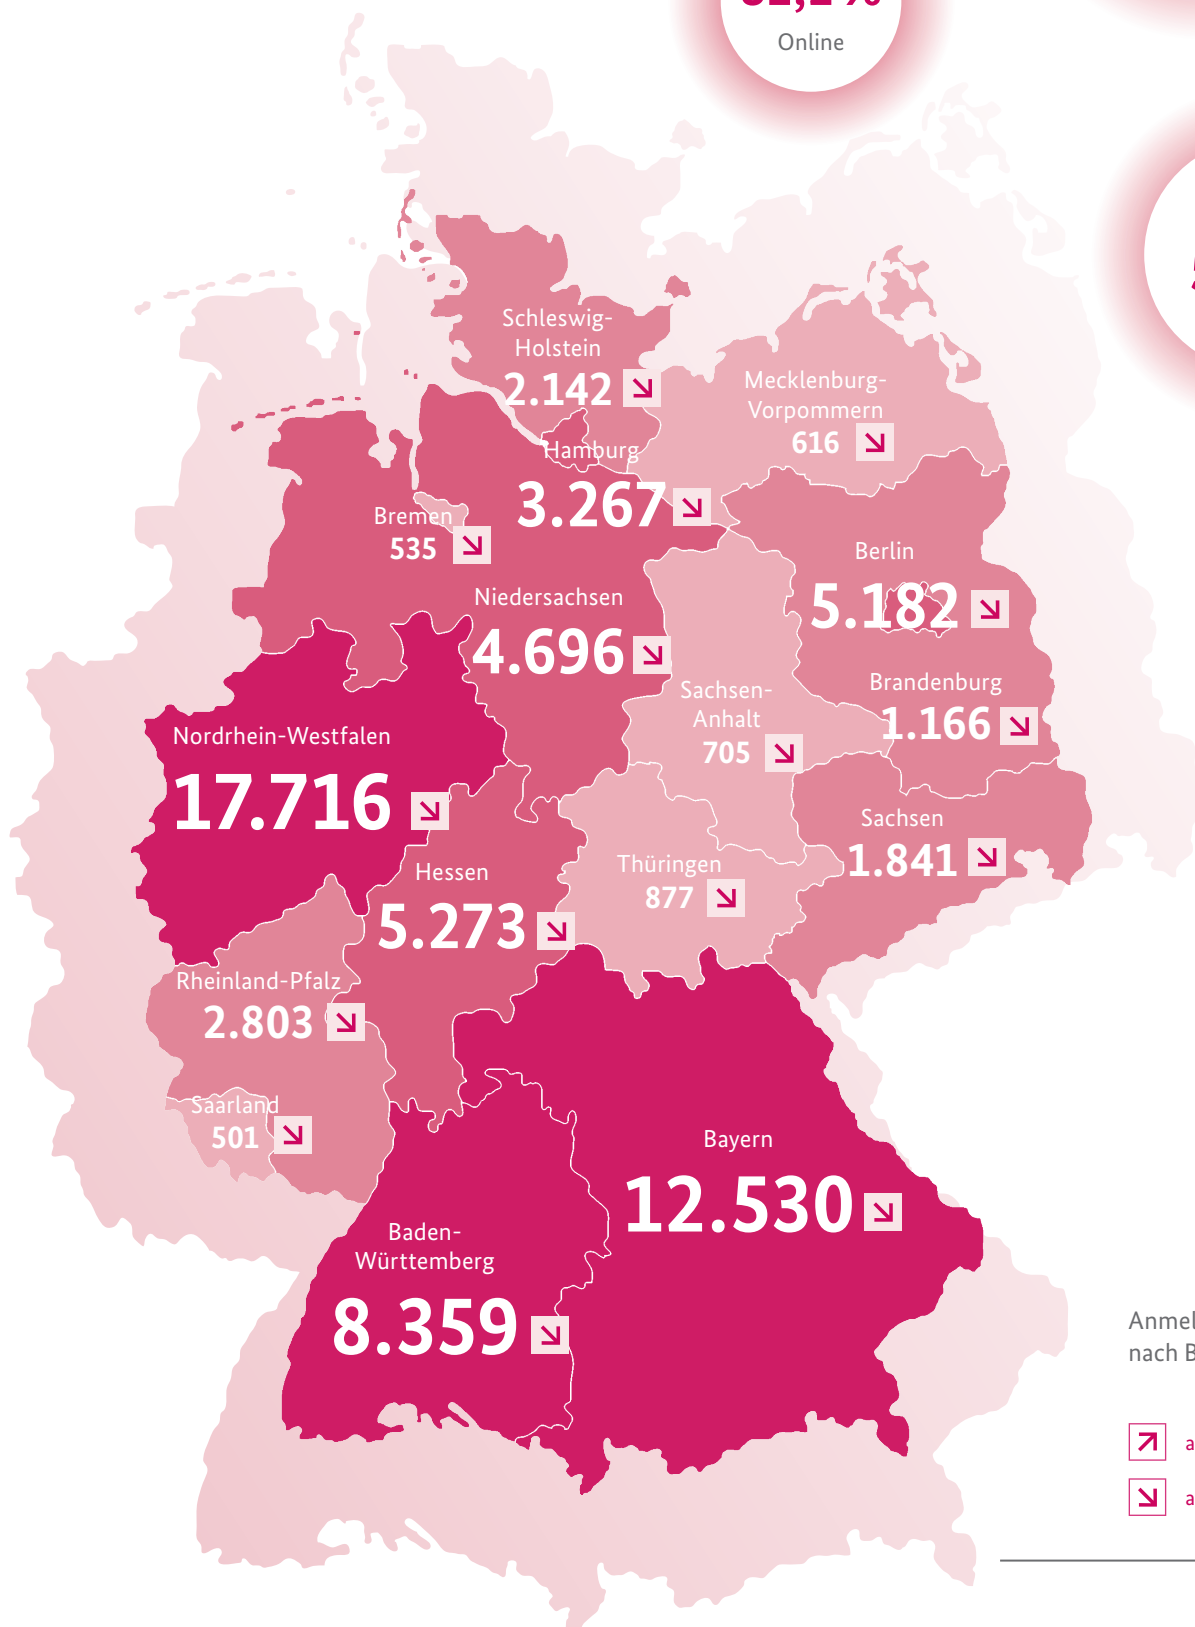 Online
Schleswig-
Holstein
2.142
Mecklenburg-
Vorpommern
616
Hamburg
3.267
Bremen
535
Berlin
5.182
Niedersachsen
4.696
Brandenburg
1.166
Sachsen-
Anhalt
705
Nordrhein-Westfalen
17.716
Sachsen
1.841
Thüringen
877
Hessen
5.273
Rheinland-Pfalz
2.803
Saarland
501
Bayern
12.530
Baden-
Württemberg
8.359
Anmel
nach B
a
a